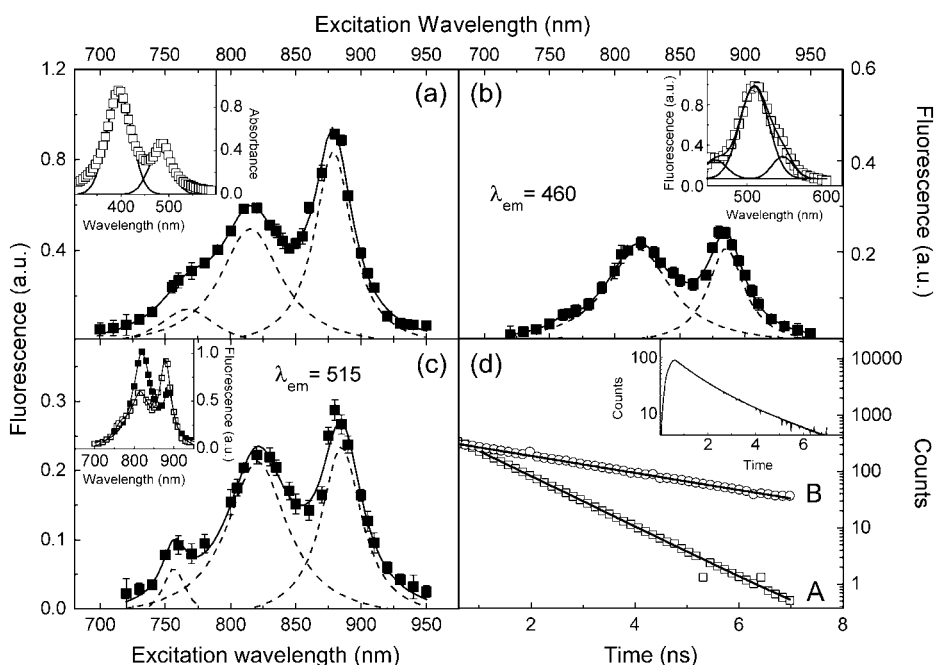 Excitation Wavelength (nm)
700 750 800 850 900 950
700 750 800 850 900 950
1.2
0.8
0.4
0.0
Fluorescence (a.u.)
(a)
0.8
0.4
0.0
Absorbance
400 500
Wavelength (nm)
(b)
λem = 460
1.0
0.5
0.0
Fluorescence (a.u.)
500 600
Wavelength (nm)
0.6
0.4
0.2
Fluorescence (a.u.)
(c)
λem = 515
0.3
0.2
0.1
0.0
1.0
0.5
0.0
Fluorescence (a.u.)
700 800 900
Wavelength (nm)
700 750 800 850 900 950
Excitation wavelength (nm)
(d)
100
10
Counts
2 4 6
Time
B
A
10000
1000
100
10
1
Counts
2 4 6 8
Time (ns)